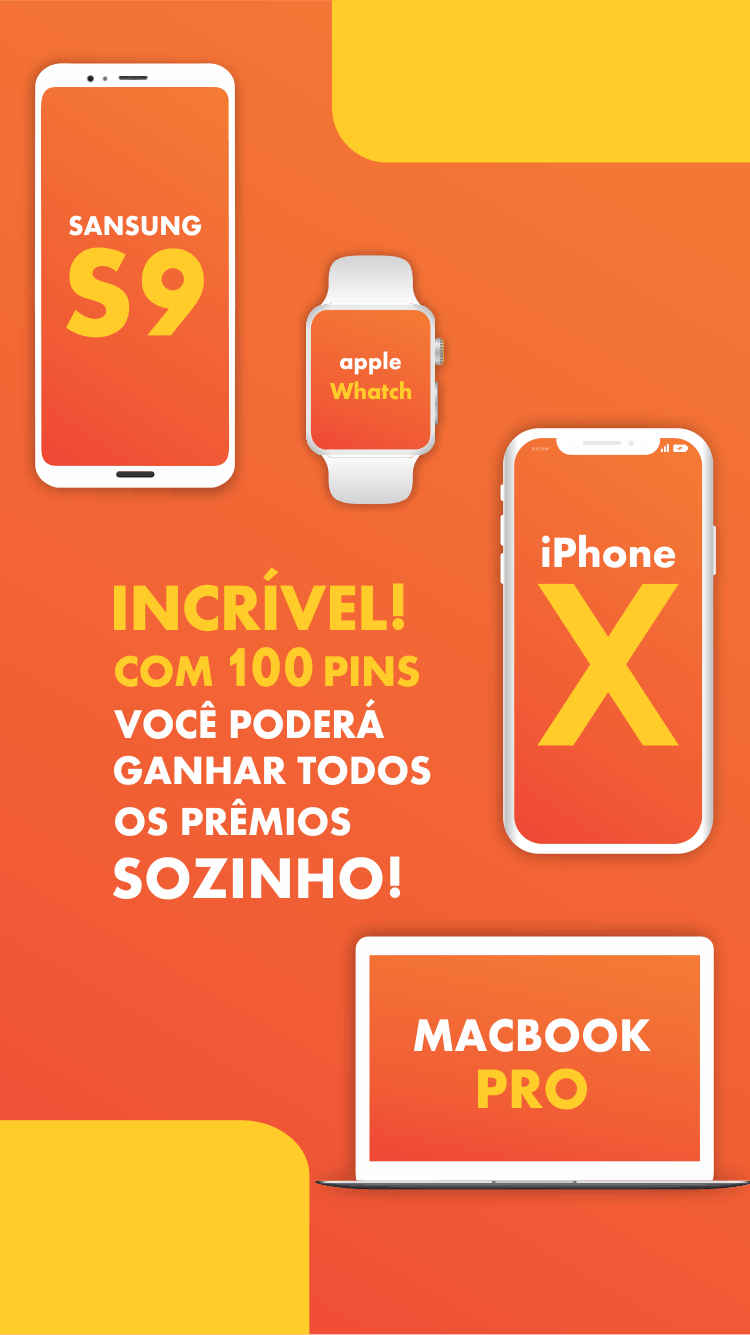 SANSUNG
S9
apple
Whatch
iPhone
X
INCRÍVEL!
COM 100 PINS
VOCÊ PODERÁ
GANHAR TODOS
OS PRÊMIOS
SOZINHO!
MACBOOK
PRO